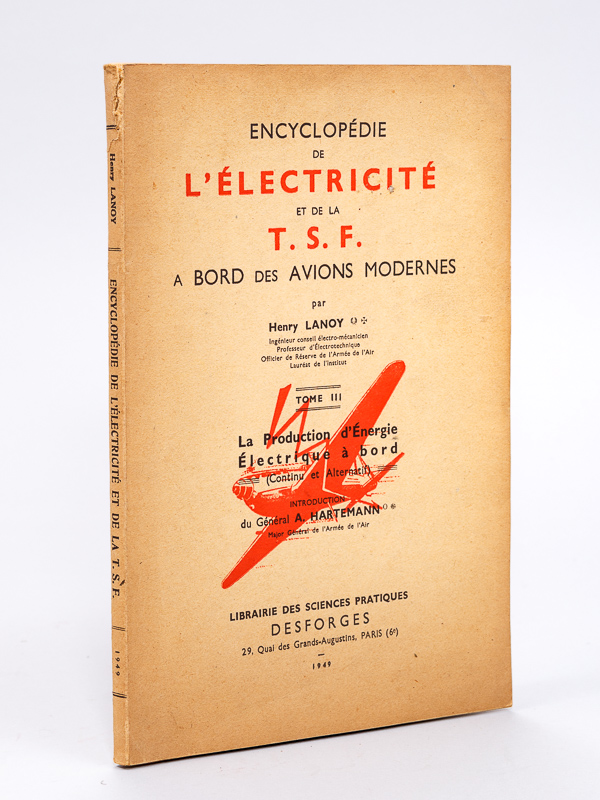 ENCYCLOPÉDIE
DE
L'ÉLECTRICITÉ
ET DE LA
T. S. F.
A BORD DES AVIONS MODERNES
par
Henry LANOY
Ingénieur conseil électro-mécanicien
Professeur d'Électrotechnique
Officier de Réserve de l'Armée de l'Air
Lauréat de l'Institut
TOME III
La Production d'Énergie
Électrique à bord
(Continu et Alternatif)
INTRODUCTION
du Général A. HARTEMANN
Major Général de l'Armée de l'Air
LIBRAIRIE DES SCIENCES PRATIQUES
DESFORGES
29, Quai des Grands-Augustins, PARIS (6e)
1949
Henry LANOY
ENCYCLOPÉDIE DE L'ÉLECTRICITÉ ET DE LA T. S. F.
1949